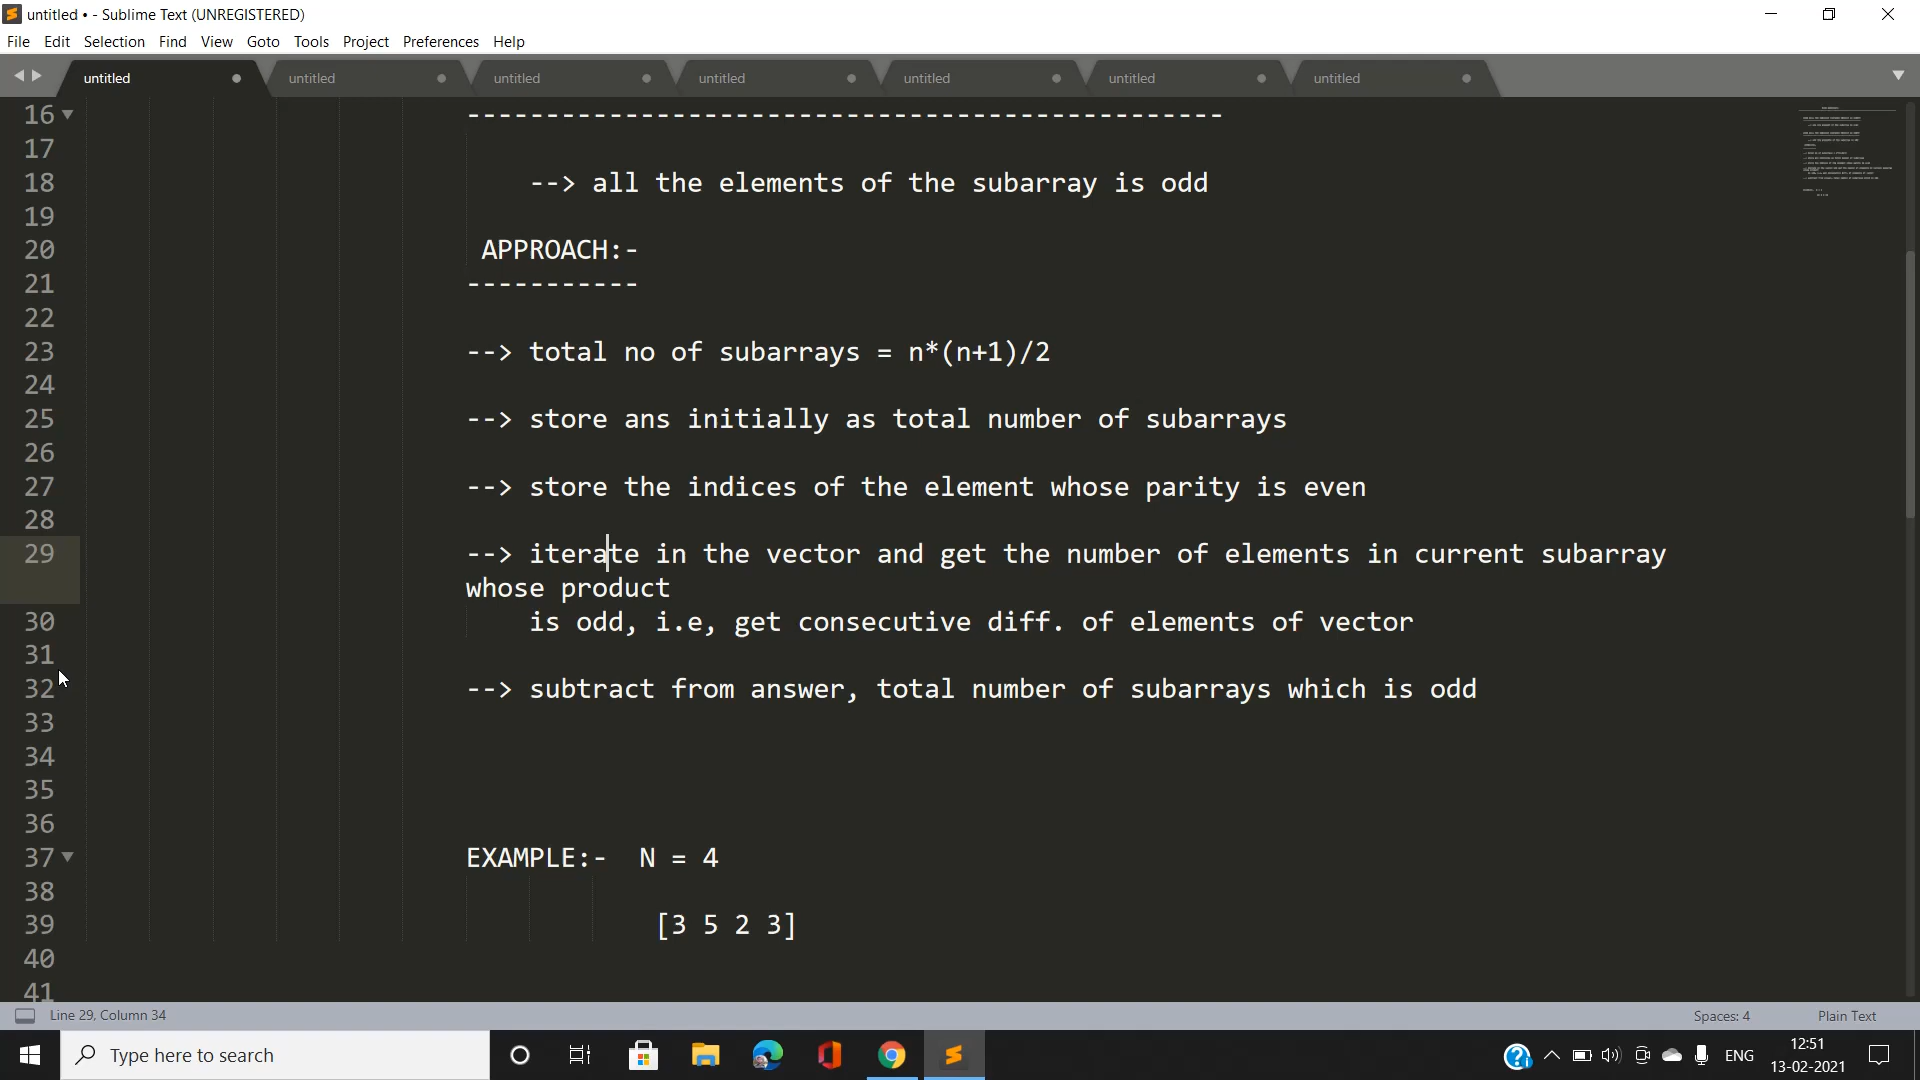 untitled • - Sublime Text (UNREGISTERED)
File Edit Selection Find View Goto Tools Project Preferences Help
untitled untitled untitled untitled untitled untitled untitled
16 -----------------------------------------------
17
18 --> all the elements of the subarray is odd
19
20 APPROACH:-
21 -----------
22
23 --> total no of subarrays = n*(n+1)/2
24
25 --> store ans initially as total number of subarrays
26
27 --> store the indices of the element whose parity is even
28
29 --> iterate in the vector and get the number of elements in current subarray
whose product
30 is odd, i.e, get consecutive diff. of elements of vector
31
32 --> subtract from answer, total number of subarrays which is odd
33
34
35
36
37 EXAMPLE:- N = 4
38
39 [3 5 2 3]
40
41
Line 29, Column 34 Spaces: 4 Plain Text
Type here to search ENG 12:51
13-02-2021